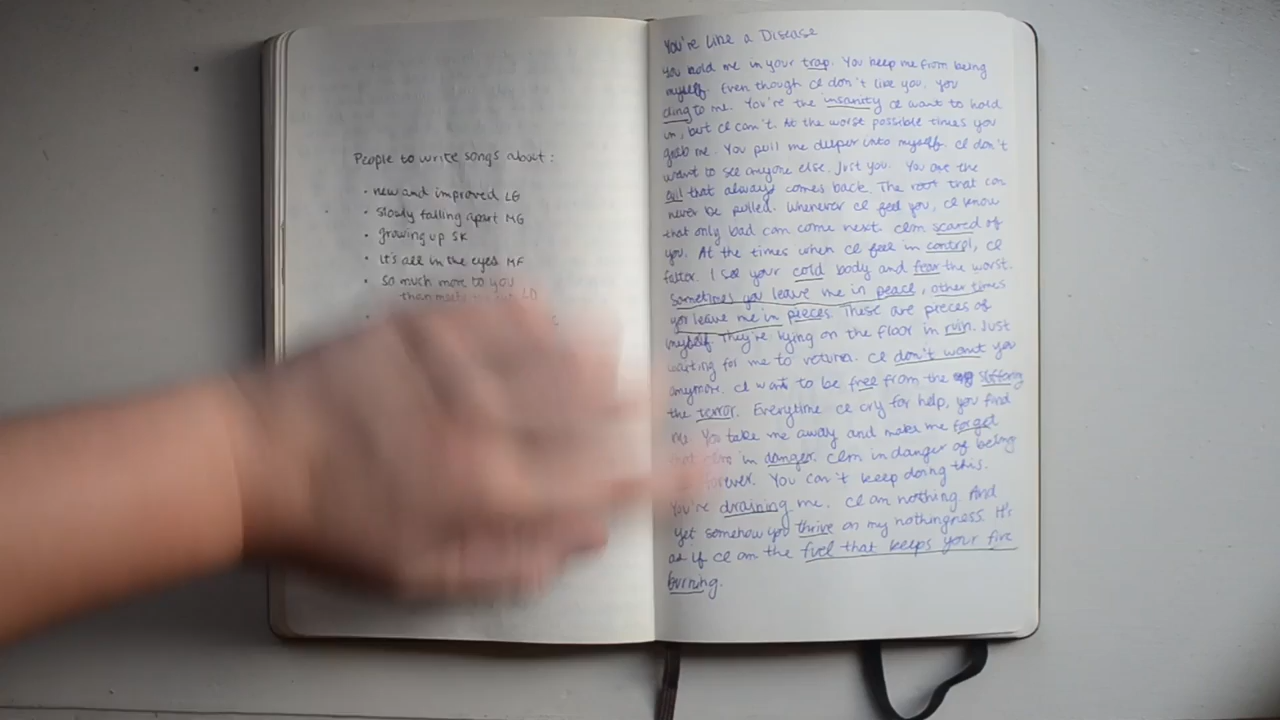 People to write songs about:
• new and improved LG
• slowly falling apart MG
• growing up SK
• it's all in the eyes MF
• so much more to you
than
You're Like a Disease
You hold me in your trap. You keep me from being
myself. Even though I don't like you, you
cling to me. You're the insanity I want to hold
in, but I can't. At the worst possible times you
grab me. You pull me deeper into myself. I don't
want to see anyone else. Just you. You are the
evil that always comes back. The root that can
never be pulled. Whenever I feel you, I know
that only bad can come next. I'm scared of
you. At the times when I feel in control, I
falter. I see your cold body and fear the worst.
Sometimes you leave me in peace, other times
you leave me in pieces. These are pieces of
myself. They're lying on the floor in ruin. Just
waiting for me to return. I don't want you
anymore. I want to be free from the suffering
the terror. Everytime I cry for help, you find
me. You take me away and make me forget
that I'm in danger. I'm in danger of being
forever. You can't keep doing this.
You're draining me. I am nothing. And
yet somehow you thrive on my nothingness. It's
as if I am the fuel that keeps your fire
burning.